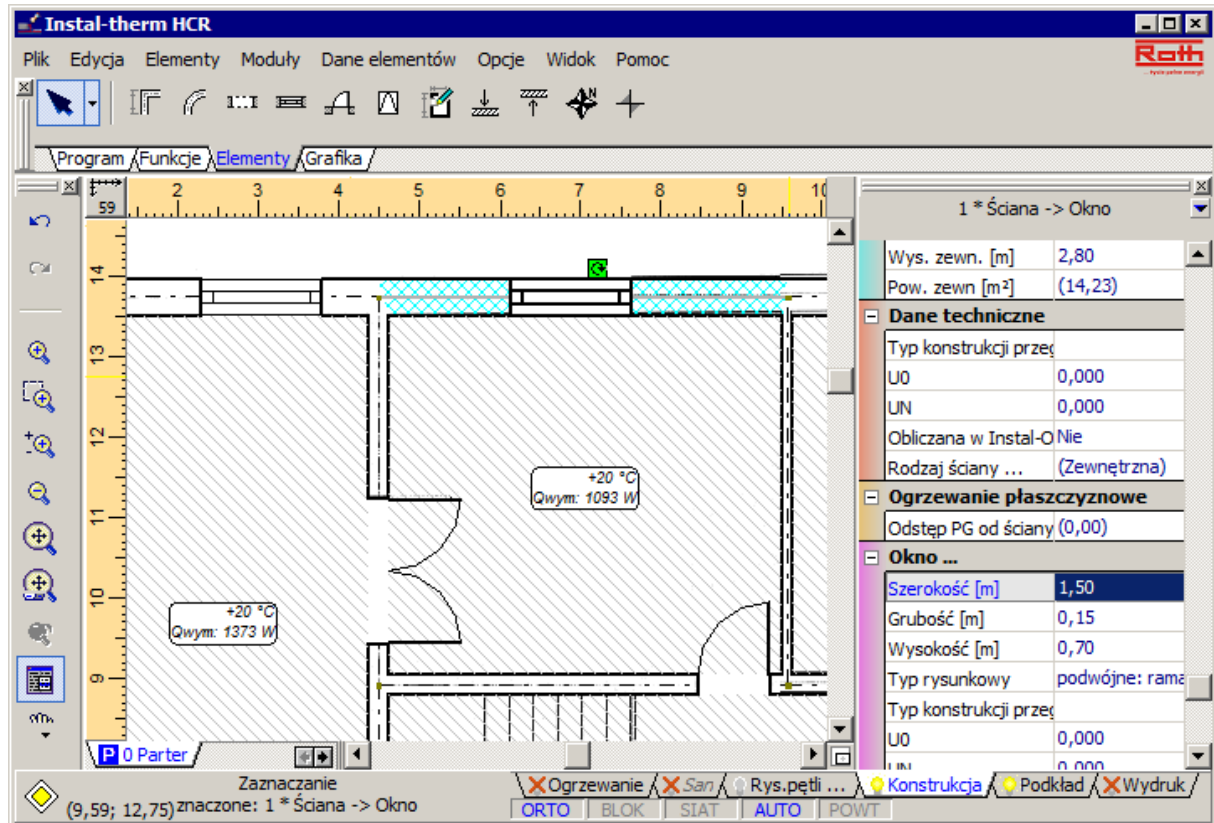 Instal-therm HCR
Plik Edycja Elementy Moduły Dane elementów Opcje Widok Pomoc
Roth
Program Funkcje Elementy Grafika
59 2 3 4 5 6 7 8 9 10
1 * Ściana -> Okno
14
13
12
11
10
9
Wys. zewn. [m] 2,80
Pow. zewn [m²] (14,23)
Dane techniczne
Typ konstrukcji przeg
U0 0,000
UN 0,000
Obliczana w Instal-O Nie
Rodzaj ściany ... (Zewnętrzna)
Ogrzewanie płaszczyznowe
Odstęp PG od ściany (0,00)
Okno ...
Szerokość [m] 1,50
Grubość [m] 0,15
Wysokość [m] 0,70
Typ rysunkowy podwójne: rama
Typ konstrukcji przeg
U0 0,000
UN 0,000
+20 °C
Qwym: 1093 W
+20 °C
Qwym: 1373 W
P 0 Parter
Zaznaczanie
(9,59; 12,75) znaczone: 1 * Ściana -> Okno
Ogrzewanie San Rys.pętli ... Konstrukcja Podkład Wydruk
ORTO BLOK SIAT AUTO POWT